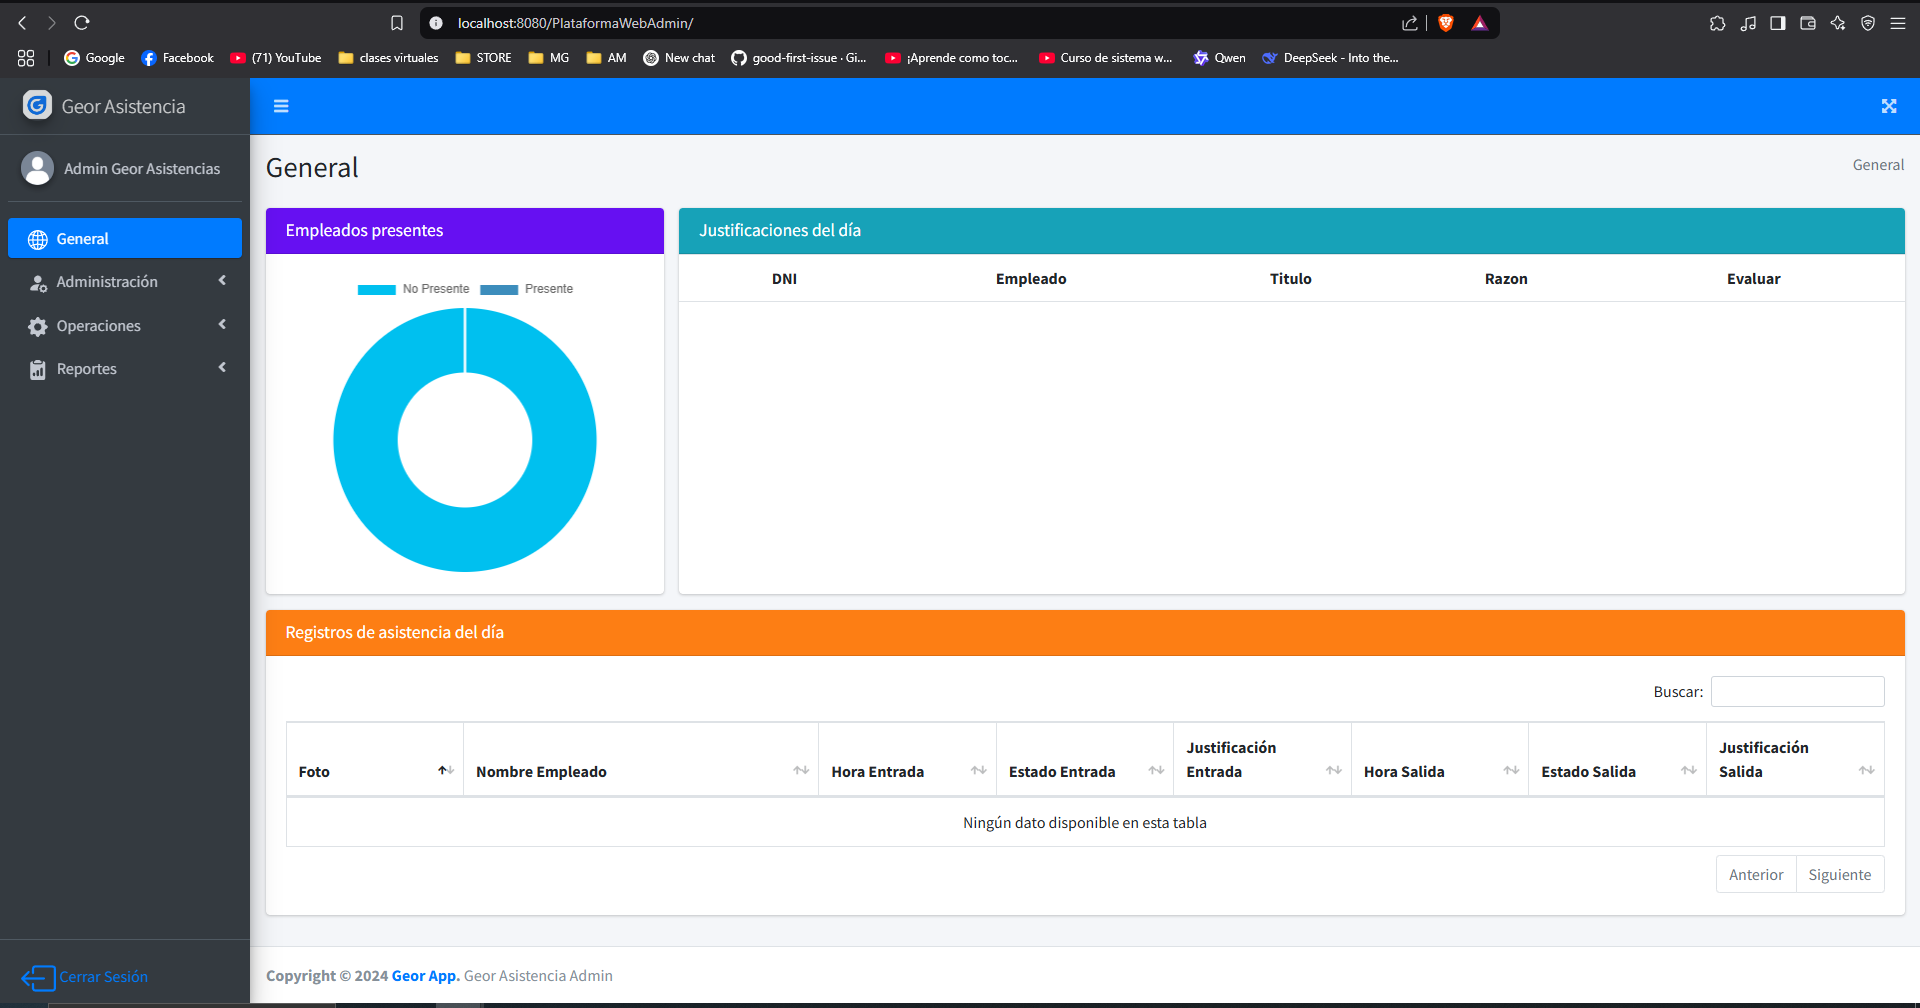 localhost:8080/PlataformaWebAdmin/
Google
Facebook
(71) YouTube
clases virtuales
STORE
MG
AM
New chat
good-first-issue · Gi...
¡Aprende como toc...
Curso de sistema w...
Qwen
DeepSeek - Into the...
Geor Asistencia
Admin Geor Asistencias
General
Administración
Operaciones
Reportes
Cerrar Sesión
General
General
Empleados presentes
No Presente
Presente
Justificaciones del día
DNI Empleado Titulo Razon Evaluar
Registros de asistencia del día
Buscar:
Foto
Nombre Empleado
Hora Entrada
Estado Entrada
Justificación
Entrada
Hora Salida
Estado Salida
Justificación
Salida
Ningún dato disponible en esta tabla
Anterior Siguiente
Copyright © 2024 Geor App. Geor Asistencia Admin